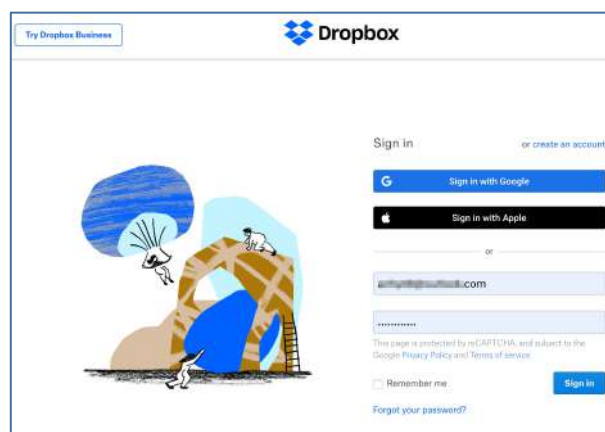 Try Dropbox Business
Dropbox
Sign in
or create an account
Sign in with Google
Sign in with Apple
or
.com
............
This page is protected by reCAPTCHA, and subject to the
Google Privacy Policy and Terms of service.
Remember me
Sign in
Forgot your password?